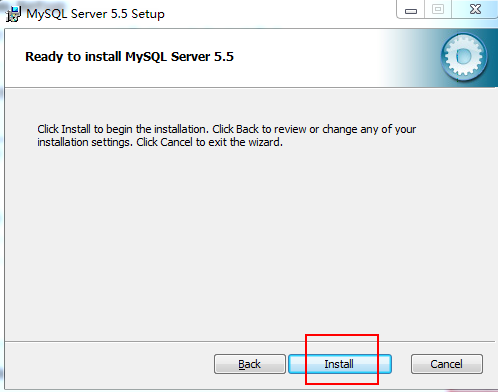 MySQL Server 5.5 Setup
Ready to install MySQL Server 5.5
Click Install to begin the installation. Click Back to review or change any of your
installation settings. Click Cancel to exit the wizard.
Back Install Cancel